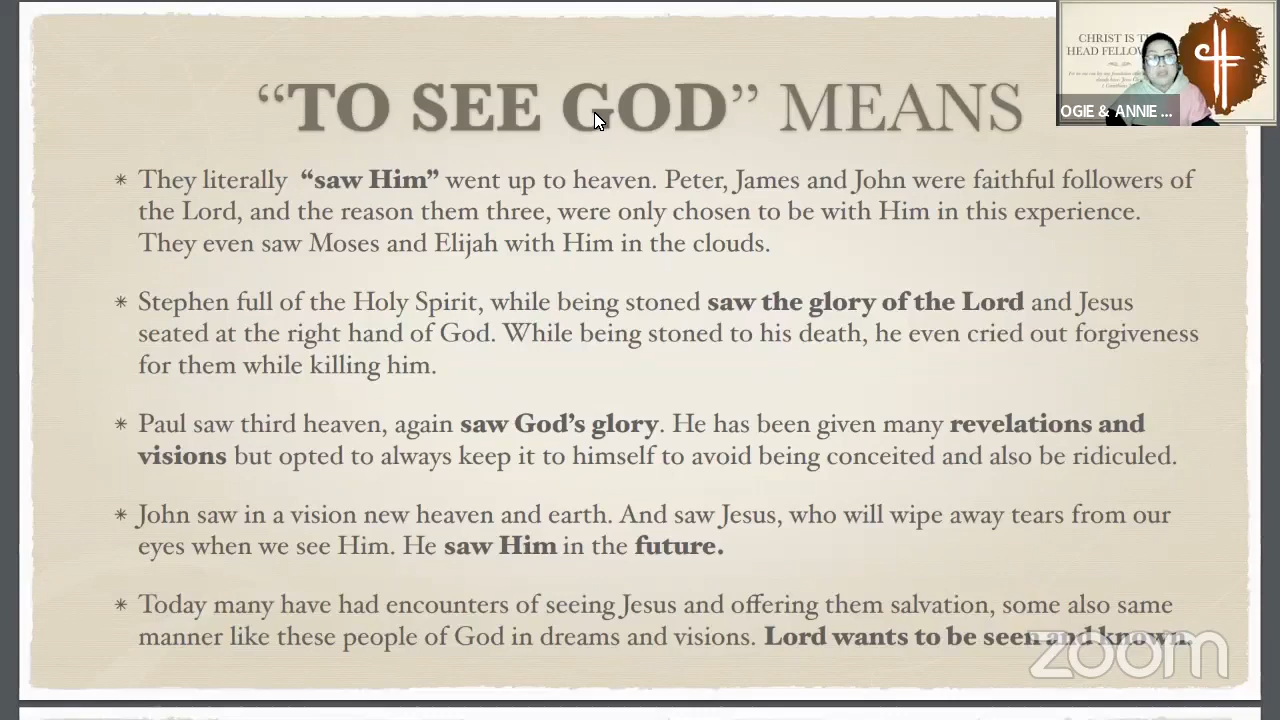 “TO SEE GOD” MEANS
CHRIST IS
HEAD
OGIE & ANNIE ...
* They literally “saw Him” went up to heaven. Peter, James and John were faithful followers of
the Lord, and the reason them three, were only chosen to be with Him in this experience.
They even saw Moses and Elijah with Him in the clouds.
* Stephen full of the Holy Spirit, while being stoned saw the glory of the Lord and Jesus
seated at the right hand of God. While being stoned to his death, he even cried out forgiveness
for them while killing him.
* Paul saw third heaven, again saw God’s glory. He has been given many revelations and
visions but opted to always keep it to himself to avoid being conceited and also be ridiculed.
* John saw in a vision new heaven and earth. And saw Jesus, who will wipe away tears from our
eyes when we see Him. He saw Him in the future.
* Today many have had encounters of seeing Jesus and offering them salvation, some also same
manner like these people of God in dreams and visions. Lord wants to be seen and known.
zoom